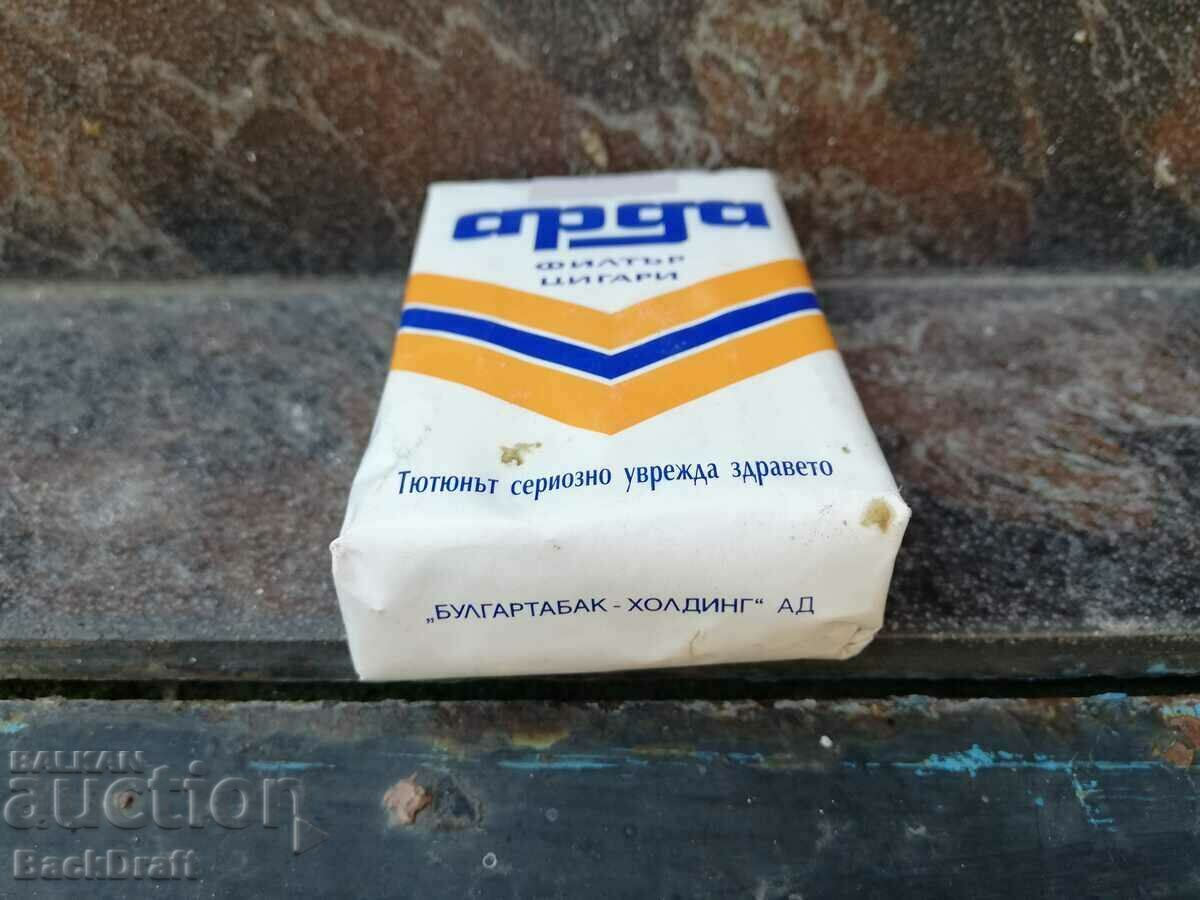 арда
ФИЛТЪР
ЦИГАРИ
Тютюнът сериозно уврежда здравето
„БУЛГАРТАБАК - ХОЛДИНГ“ АД
BALKAN
auction
BackDraft